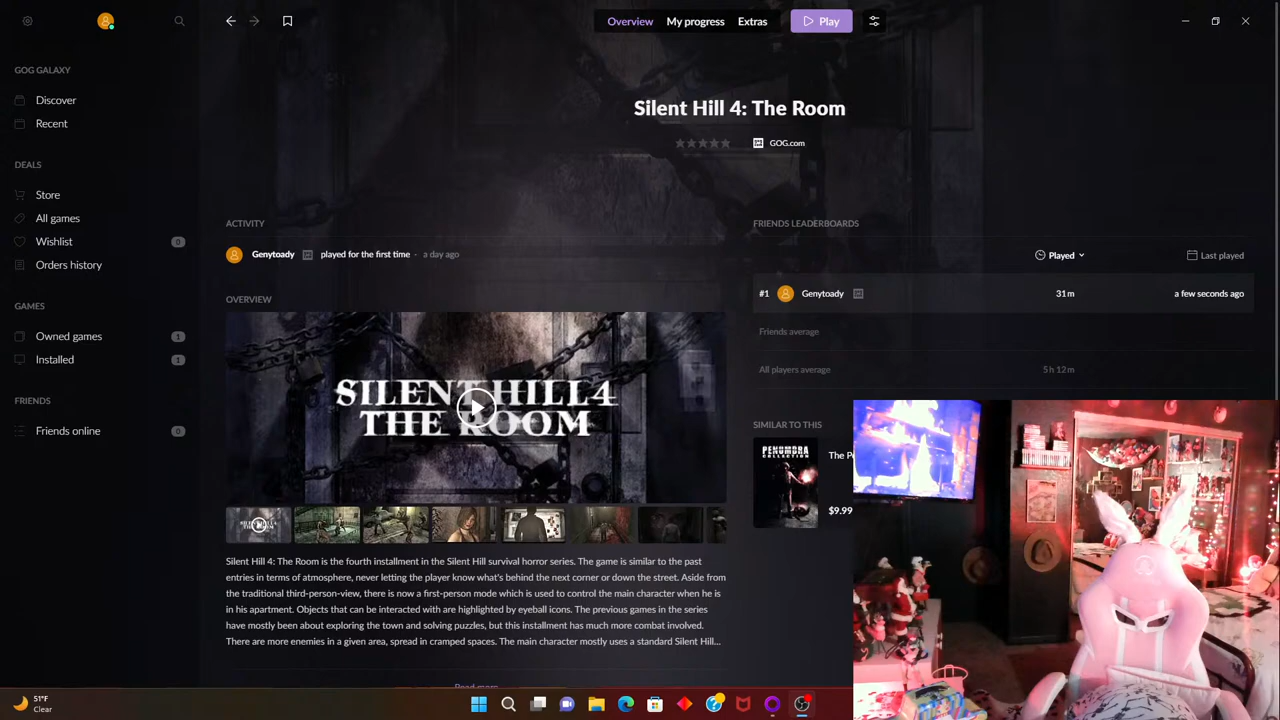 Overview
My progress
Extras
Play
GOG GALAXY
Discover
Recent
DEALS
Store
All games
Wishlist 0
Orders history
GAMES
Owned games 1
Installed 1
FRIENDS
Friends online 0
Silent Hill 4: The Room
GOG.com
ACTIVITY
Genytoady played for the first time · a day ago
OVERVIEW
SILENT HILL 4
THE ROOM
Silent Hill 4: The Room is the fourth installment in the Silent Hill survival horror series. The game is similar to the past
entries in terms of atmosphere, never letting the player know what's behind the next corner or down the street. Aside from
the traditional third-person-view, there is now a first-person mode which is used to control the main character when he is
in his apartment. Objects that can be interacted with are highlighted by eyeball icons. The previous games in the series
have mostly been about exploring the town and solving puzzles, but this installment has much more combat involved.
There are more enemies in a given area, spread in cramped spaces. The main character mostly uses a standard Silent Hill...
Read more
FRIENDS LEADERBOARDS
Played
Last played
#1 Genytoady 31 m a few seconds ago
Friends average
All players average 5 h 12 m
SIMILAR TO THIS
PENUMBRA
COLLECTION
The P
$9.99
51°F
Clear